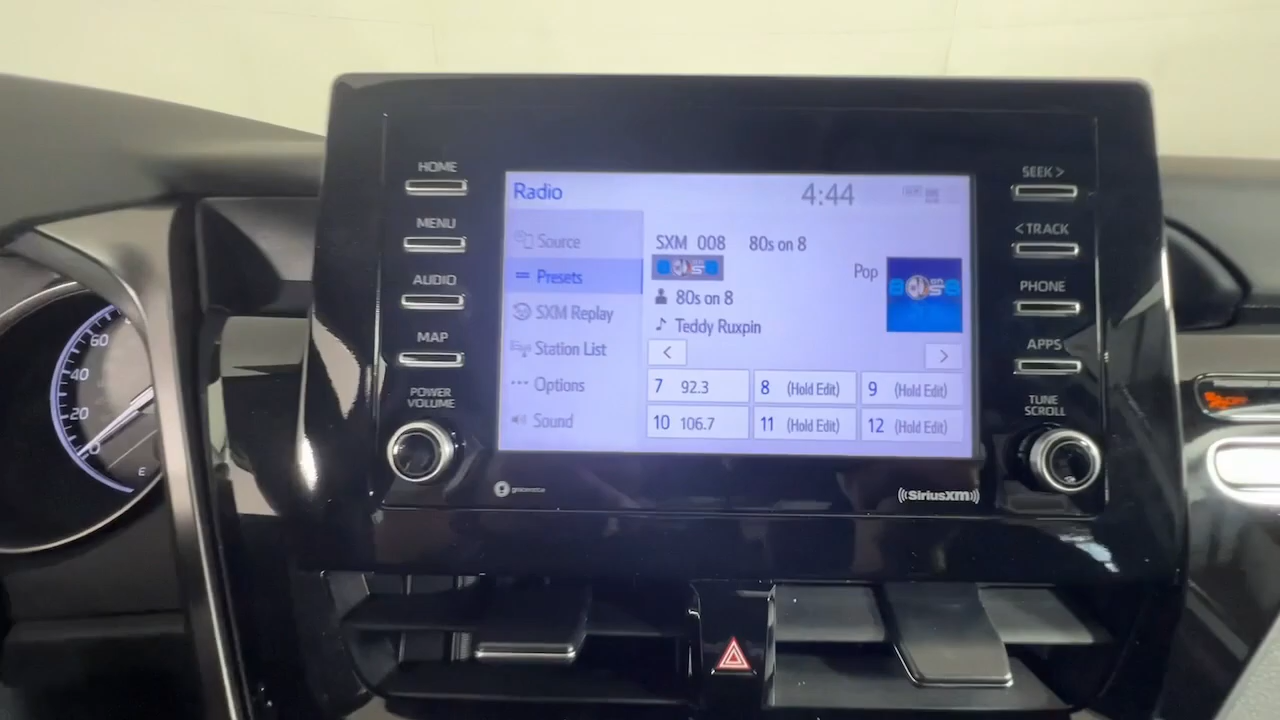 HOME
MENU
AUDIO
MAP
POWER
VOLUME
Radio
4:44
Source
Presets
SXM Replay
Station List
Options
Sound
SXM 008 80s on 8
Pop
80s on 8
Teddy Ruxpin
<
>
7 92.3
8 (Hold Edit)
9 (Hold Edit)
10 106.7
11 (Hold Edit)
12 (Hold Edit)
SEEK >
< TRACK
PHONE
APPS
TUNE
SCROLL
gracenote
((SiriusXM))
60
40
20
0
E